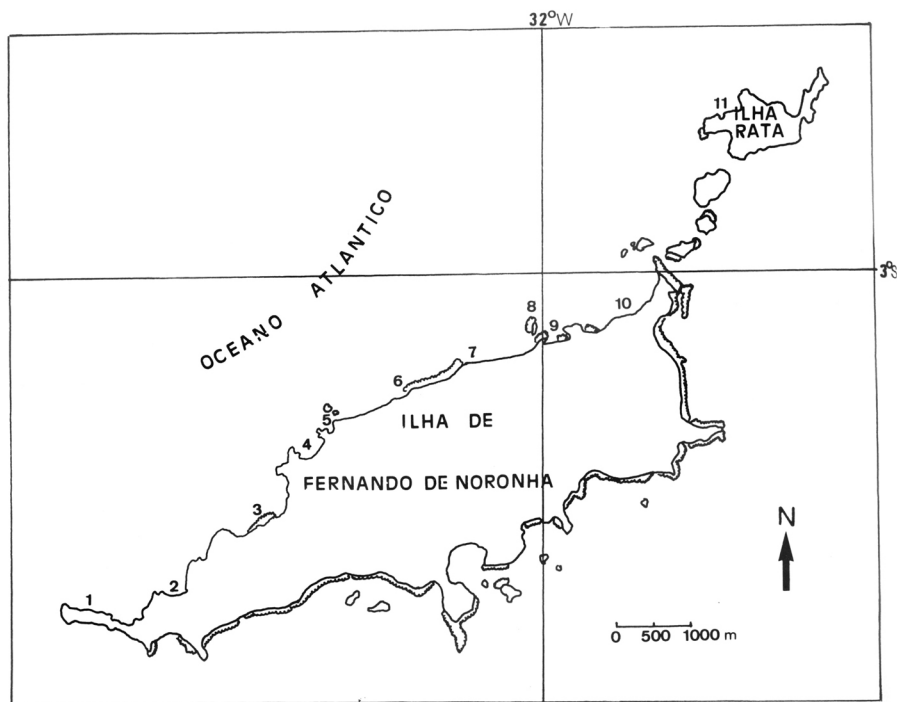 32°W
11
ILHA
RATA
OCEANO ATLANTICO
3°S
8
9
10
7
6
5
ILHA DE
4
FERNANDO DE NORONHA
3
N
2
1
0 500 1000 m